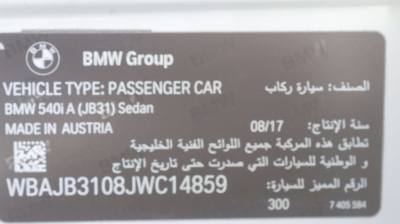 BMW Group
VEHICLE TYPE: PASSENGER CAR الصنف: سيارة ركاب
BMW 540i A (JB31) Sedan
MADE IN AUSTRIA 08/17 سنة الإنتاج:
هذه المركبة تفي جميع اللوائح الفنية الخليجية
و الوطنية للسيارات التي صدرت حتى تاريخ الإنتاج
WBAJB3108JWC14859 الرقم المميز للسيارة:
300 7 405 584